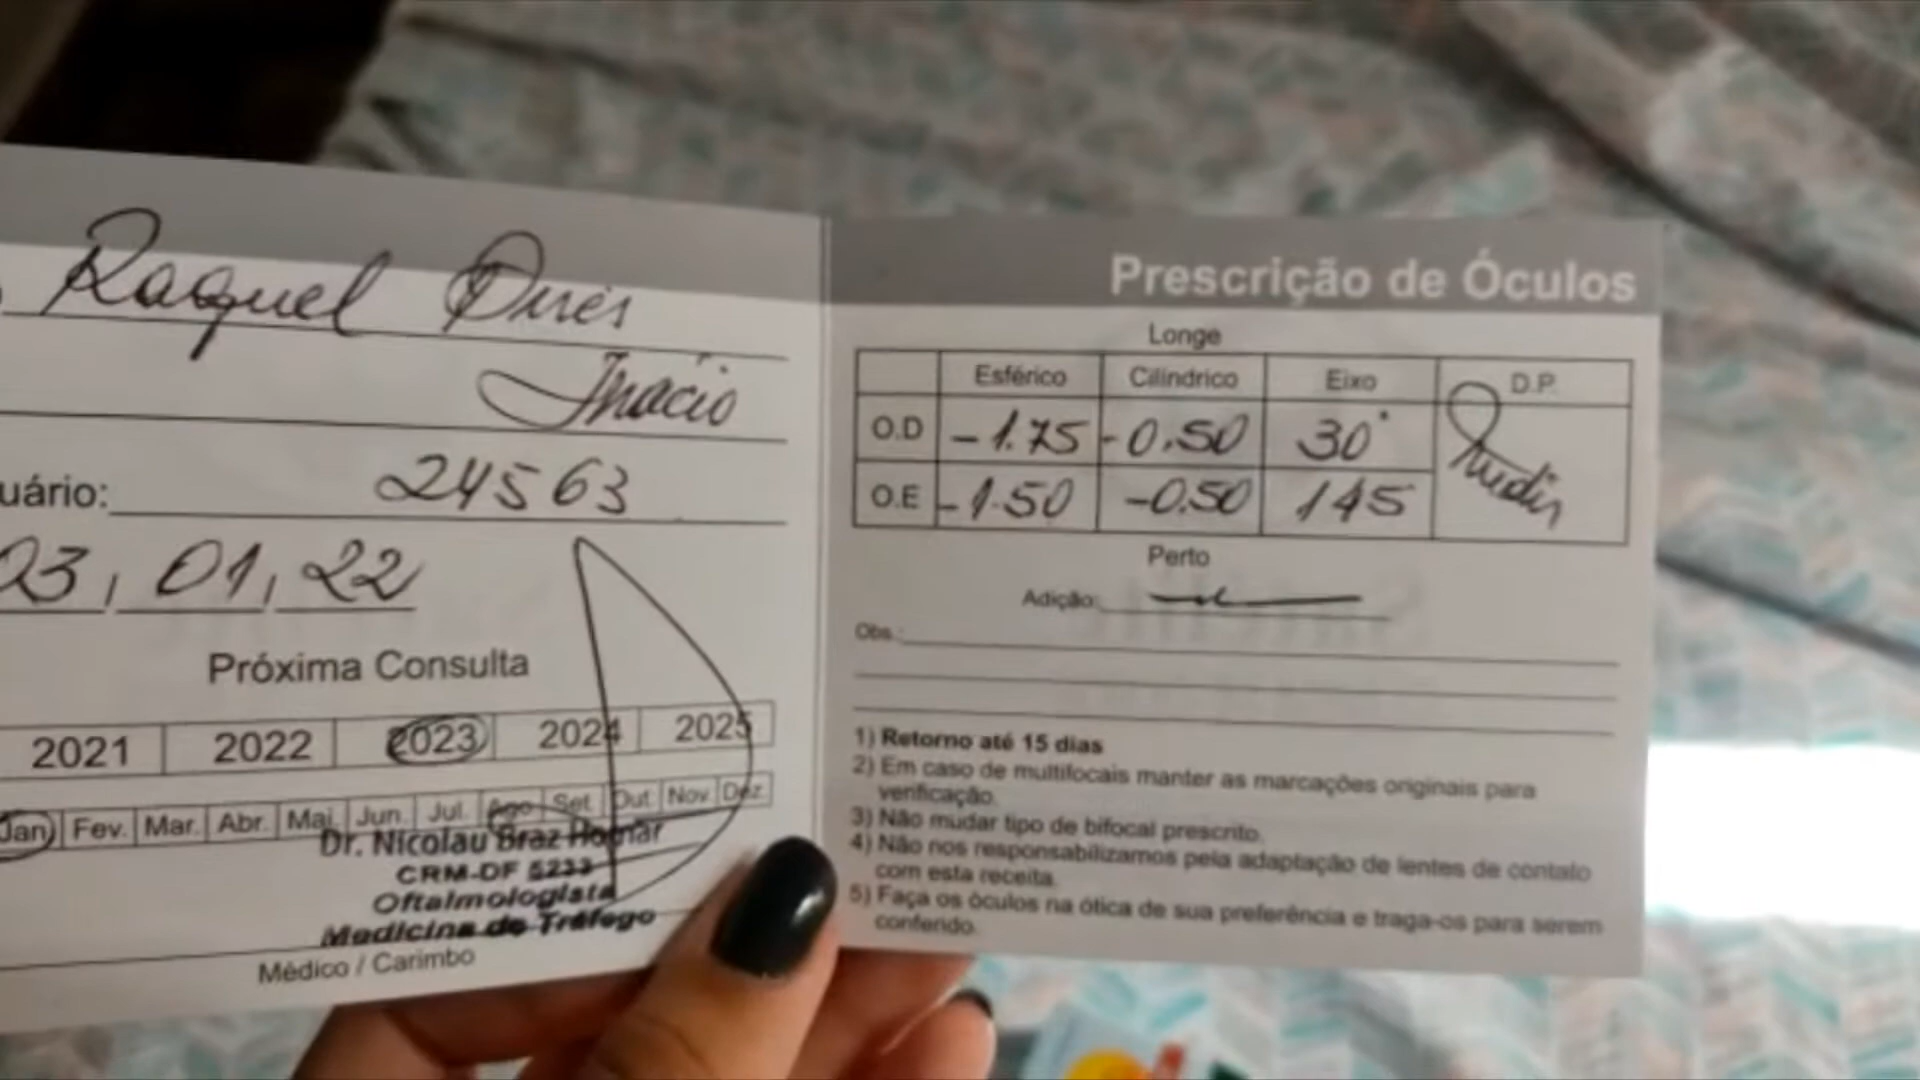 Raquel Pires
Inácio
uário: 24563
03, 01, 22
Próxima Consulta
2021 2022 2023 2024 2025
Jan Fev. Mar. Abr. Mai. Jun. Jul. Ago Set. Out. Nov. Dez.
Dr. Nicolau Braz
CRM-DF 5233
Oftalmologista
Medicina do Tráfego
Médico / Carimbo
Prescrição de Óculos
Longe
Esférico Cilíndrico Eixo D.P.
O.D -1.75 -0.50 30°
O.E -1.50 -0.50 145
Perto
Adição:
Obs.:
1) Retorno até 15 dias
2) Em caso de multifocais manter as marcações originais para
verificação.
3) Não mudar tipo de bifocal prescrito.
4) Não nos responsabilizamos pela adaptação de lentes de contato
com esta receita.
5) Faça os óculos na ótica de sua preferência e traga-os para serem
conferido.